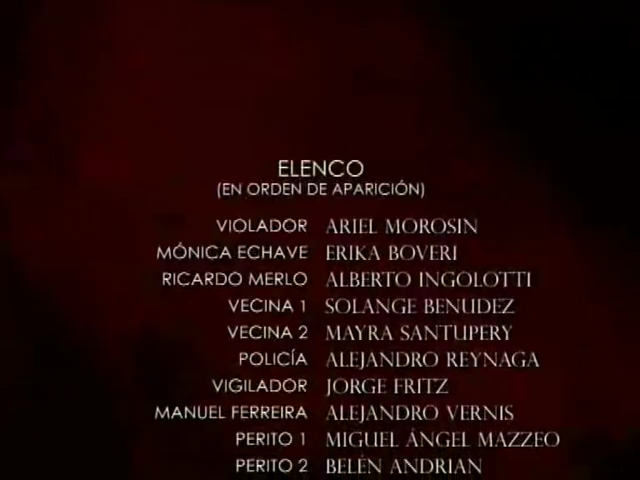 ELENCO
(EN ORDEN DE APARICIÓN)
VIOLADOR ARIEL MOROSIN
MÓNICA ECHAVE ERIKA BOVERI
RICARDO MERLO ALBERTO INGOLOTTI
VECINA 1 SOLANGE BENUDEZ
VECINA 2 MAYRA SANTUPERY
POLICÍA ALEJANDRO REYNAGA
VIGILADOR JORGE FRITZ
MANUEL FERREIRA ALEJANDRO VERNIS
PERITO 1 MIGUEL ÁNGEL MAZZEO
PERITO 2 BELÉN ANDRIAN